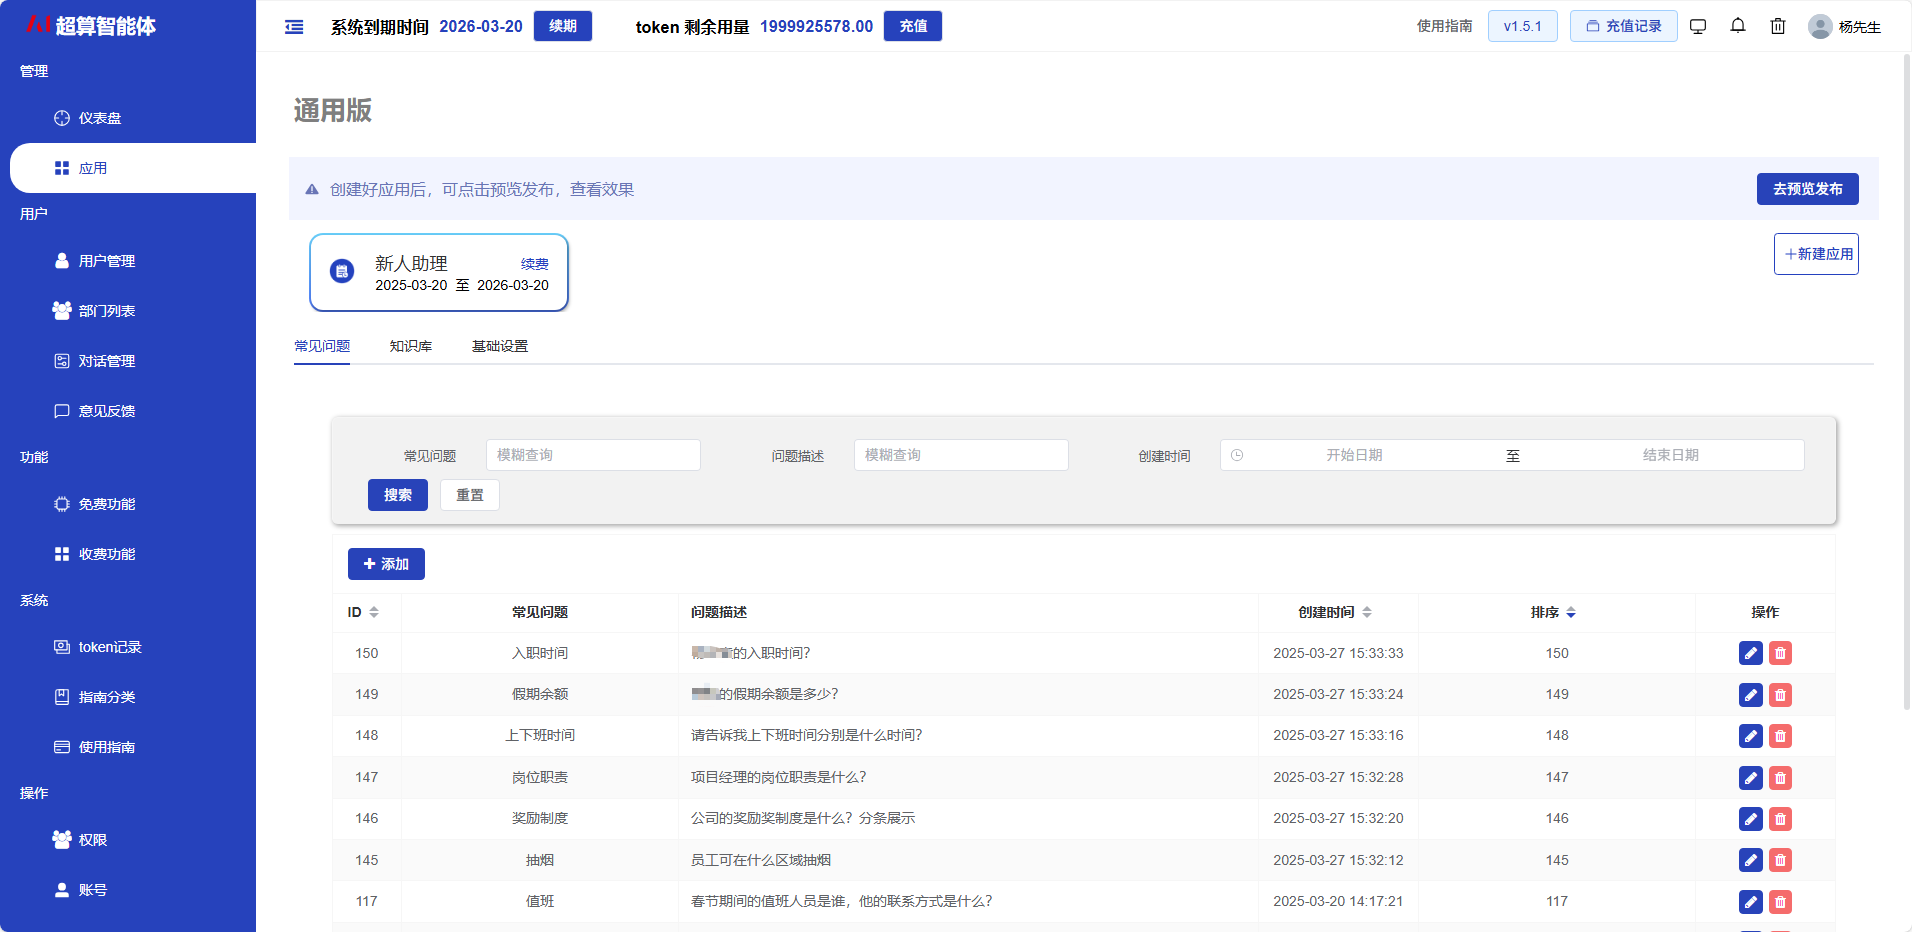 AI 超算智能体
系统到期时间 2026-03-20 续期 token 剩余用量 1999925578.00 充值 使用指南 v1.5.1 充值记录 杨先生
管理
仪表盘
应用
用户
用户管理
部门列表
对话管理
意见反馈
功能
免费功能
收费功能
系统
token记录
指南分类
使用指南
操作
权限
账号
通用版
创建好应用后，可点击预览发布，查看效果 去预览发布
新人助理 续费
2025-03-20 至 2026-03-20
+新建应用
常见问题 知识库 基础设置
常见问题 模糊查询 问题描述 模糊查询 创建时间 开始日期 至 结束日期
搜索 重置
+ 添加
ID 常见问题 问题描述 创建时间 排序 操作
150 入职时间 的入职时间? 2025-03-27 15:33:33 150
149 假期余额 的假期余额是多少? 2025-03-27 15:33:24 149
148 上下班时间 请告诉我上下班时间分别是什么时间? 2025-03-27 15:33:16 148
147 岗位职责 项目经理的岗位职责是什么? 2025-03-27 15:32:28 147
146 奖励制度 公司的奖励奖制度是什么? 分条展示 2025-03-27 15:32:20 146
145 抽烟 员工可在什么区域抽烟 2025-03-27 15:32:12 145
117 值班 春节期间的值班人员是谁，他的联系方式是什么? 2025-03-20 14:17:21 117